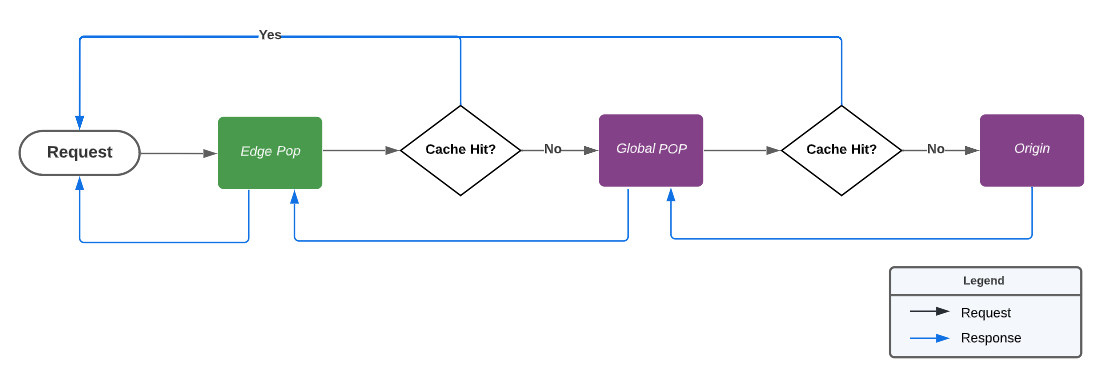 Yes
Request
Edge Pop
Cache Hit?
No
Global POP
Cache Hit?
No
Origin
Legend
Request
Response